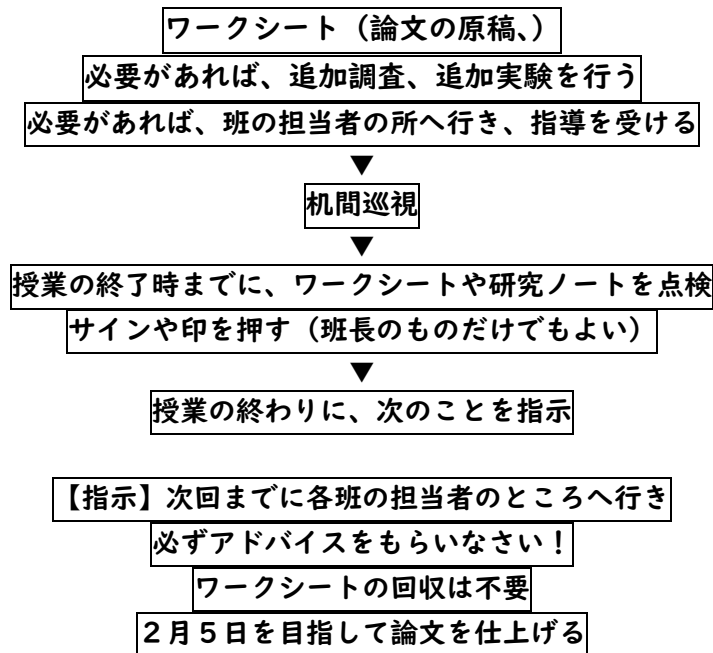 ワークシート（論文の原稿、）
必要があれば、追加調査、追加実験を行う
必要があれば、班の担当者の所へ行き、指導を受ける
▼
机間巡視
▼
授業の終了時までに、ワークシートや研究ノートを点検
サインや印を押す（班長のものだけでもよい）
▼
授業の終わりに、次のことを指示
【指示】次回までに各班の担当者のところへ行き
必ずアドバイスをもらいなさい！
ワークシートの回収は不要
２月５日を目指して論文を仕上げる